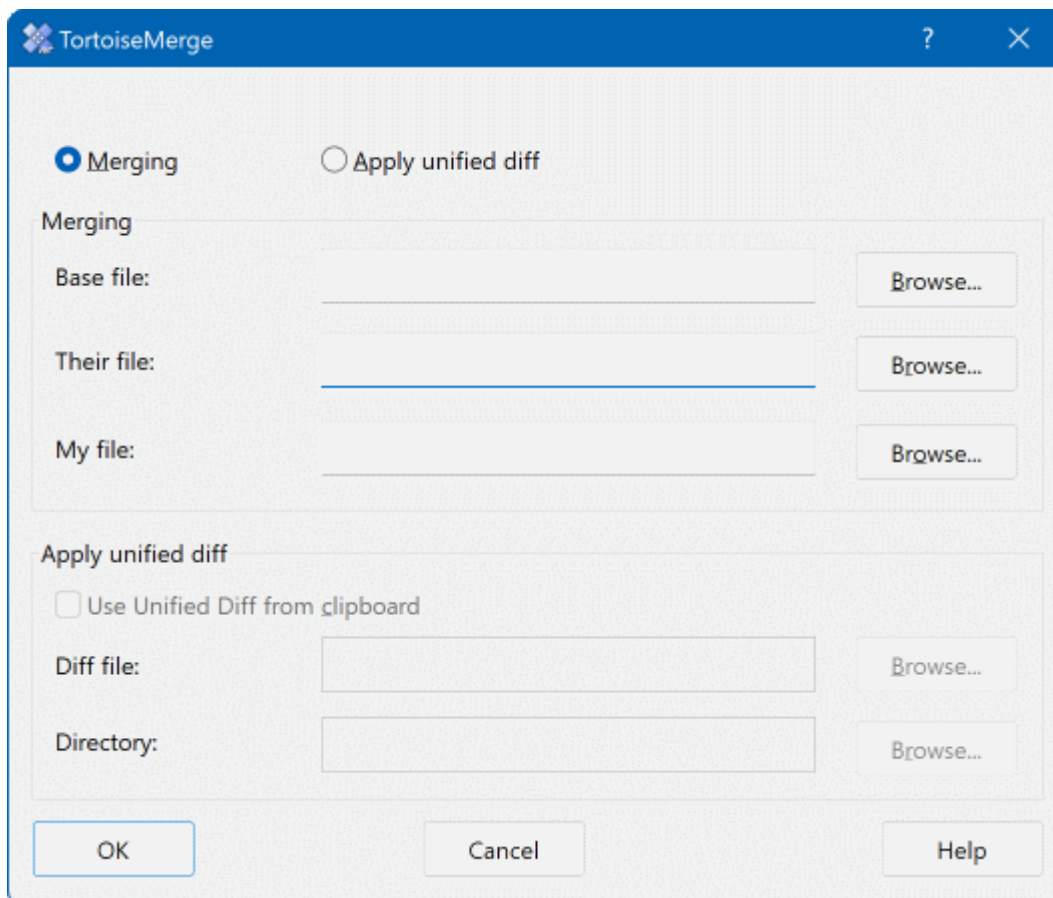 TortoiseMerge ?
Merging Apply unified diff
Merging
Base file: Browse...
Their file: Browse...
My file: Browse...
Apply unified diff
Use Unified Diff from clipboard
Diff file: Browse...
Directory: Browse...
OK Cancel Help